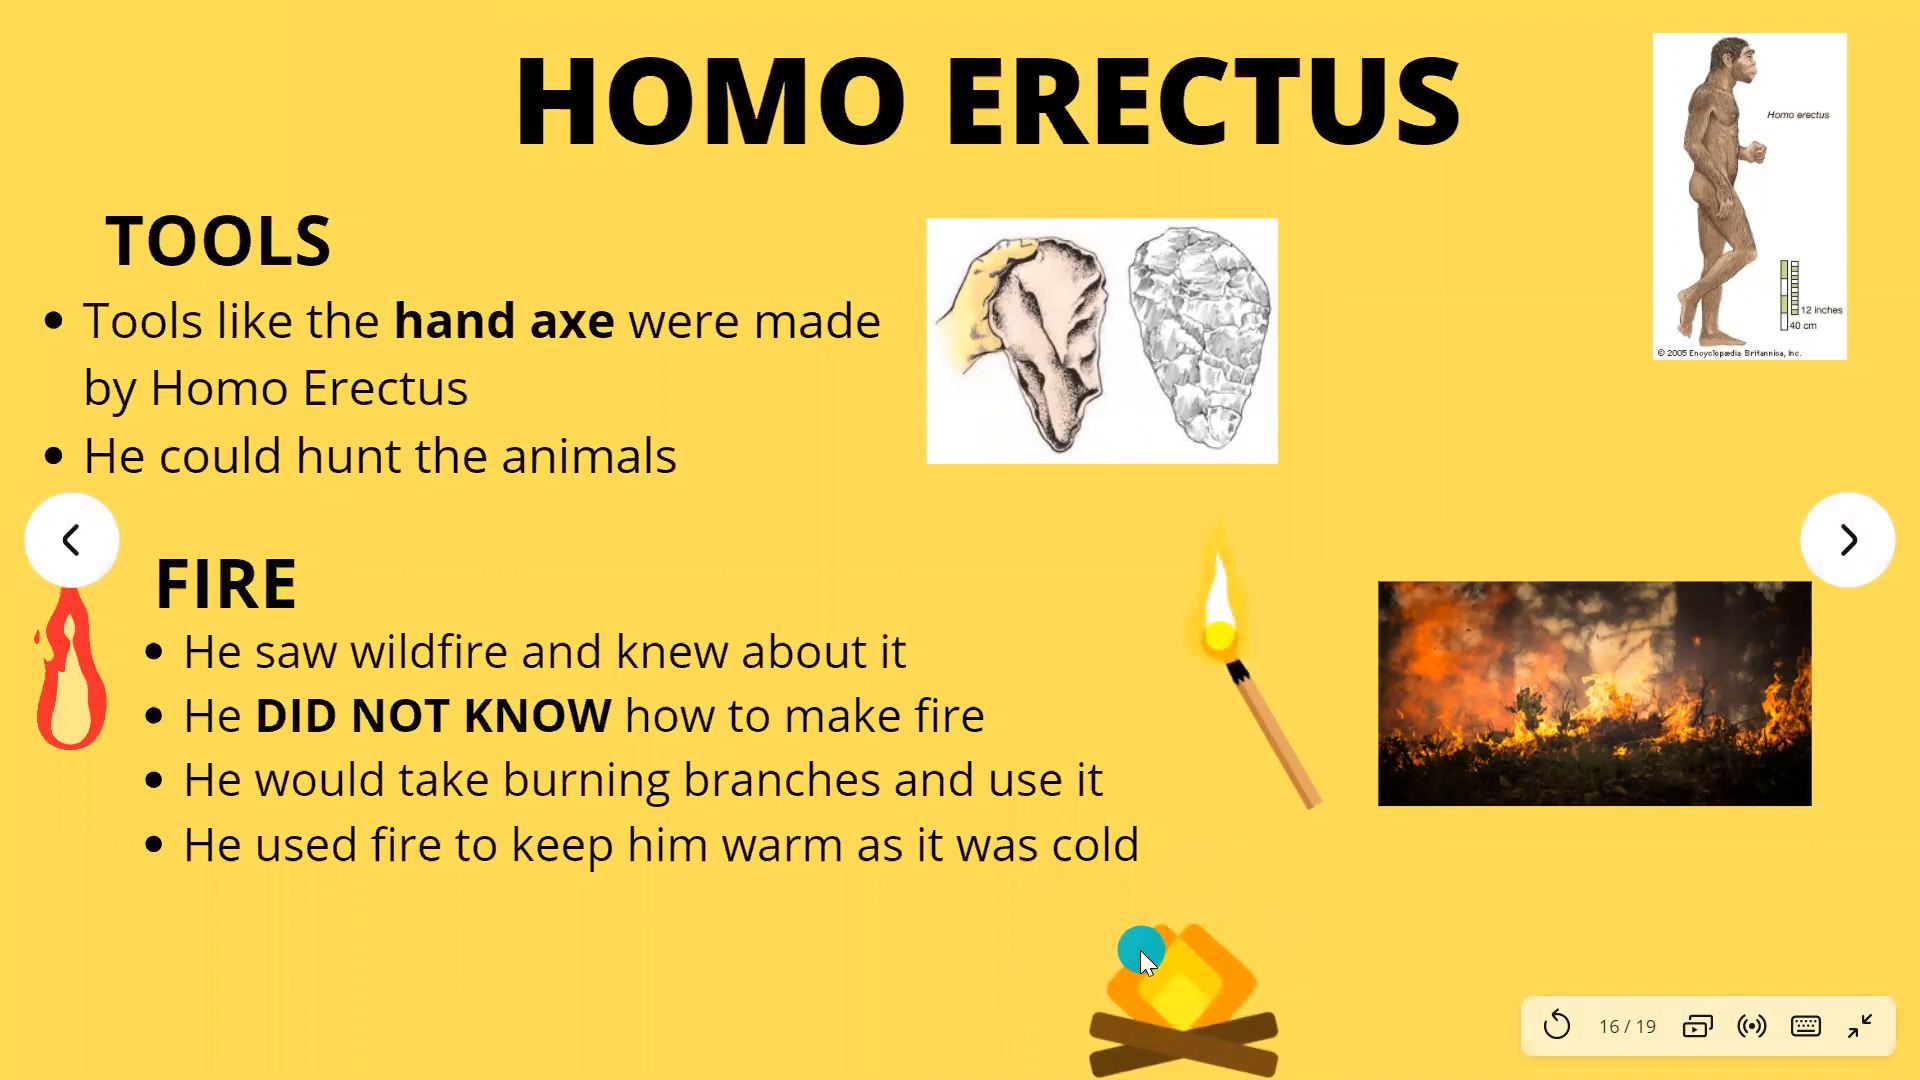 HOMO ERECTUS
Homo erectus
12 inches
40 cm
© 2005 Encyclopædia Britannica, Inc.
TOOLS
• Tools like the hand axe were made
by Homo Erectus
• He could hunt the animals
FIRE
• He saw wildfire and knew about it
• He DID NOT KNOW how to make fire
• He would take burning branches and use it
• He used fire to keep him warm as it was cold
16 / 19